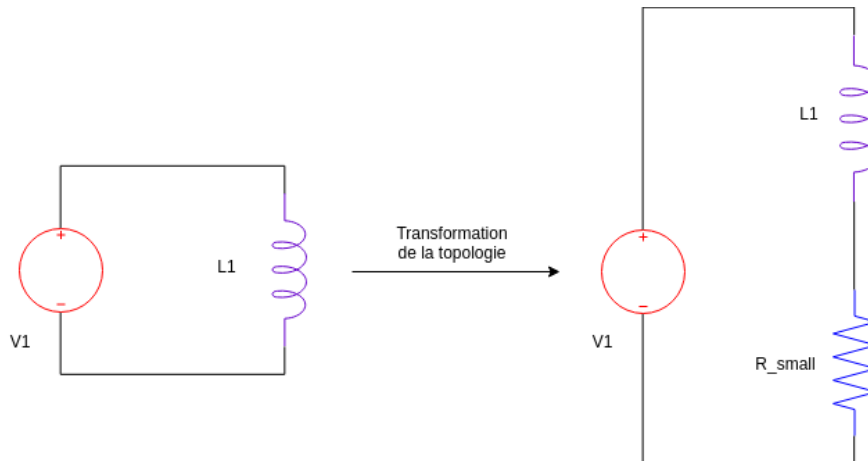 L1
V1
+
−
Transformation
de la topologie
L1
V1
+
−
R_small